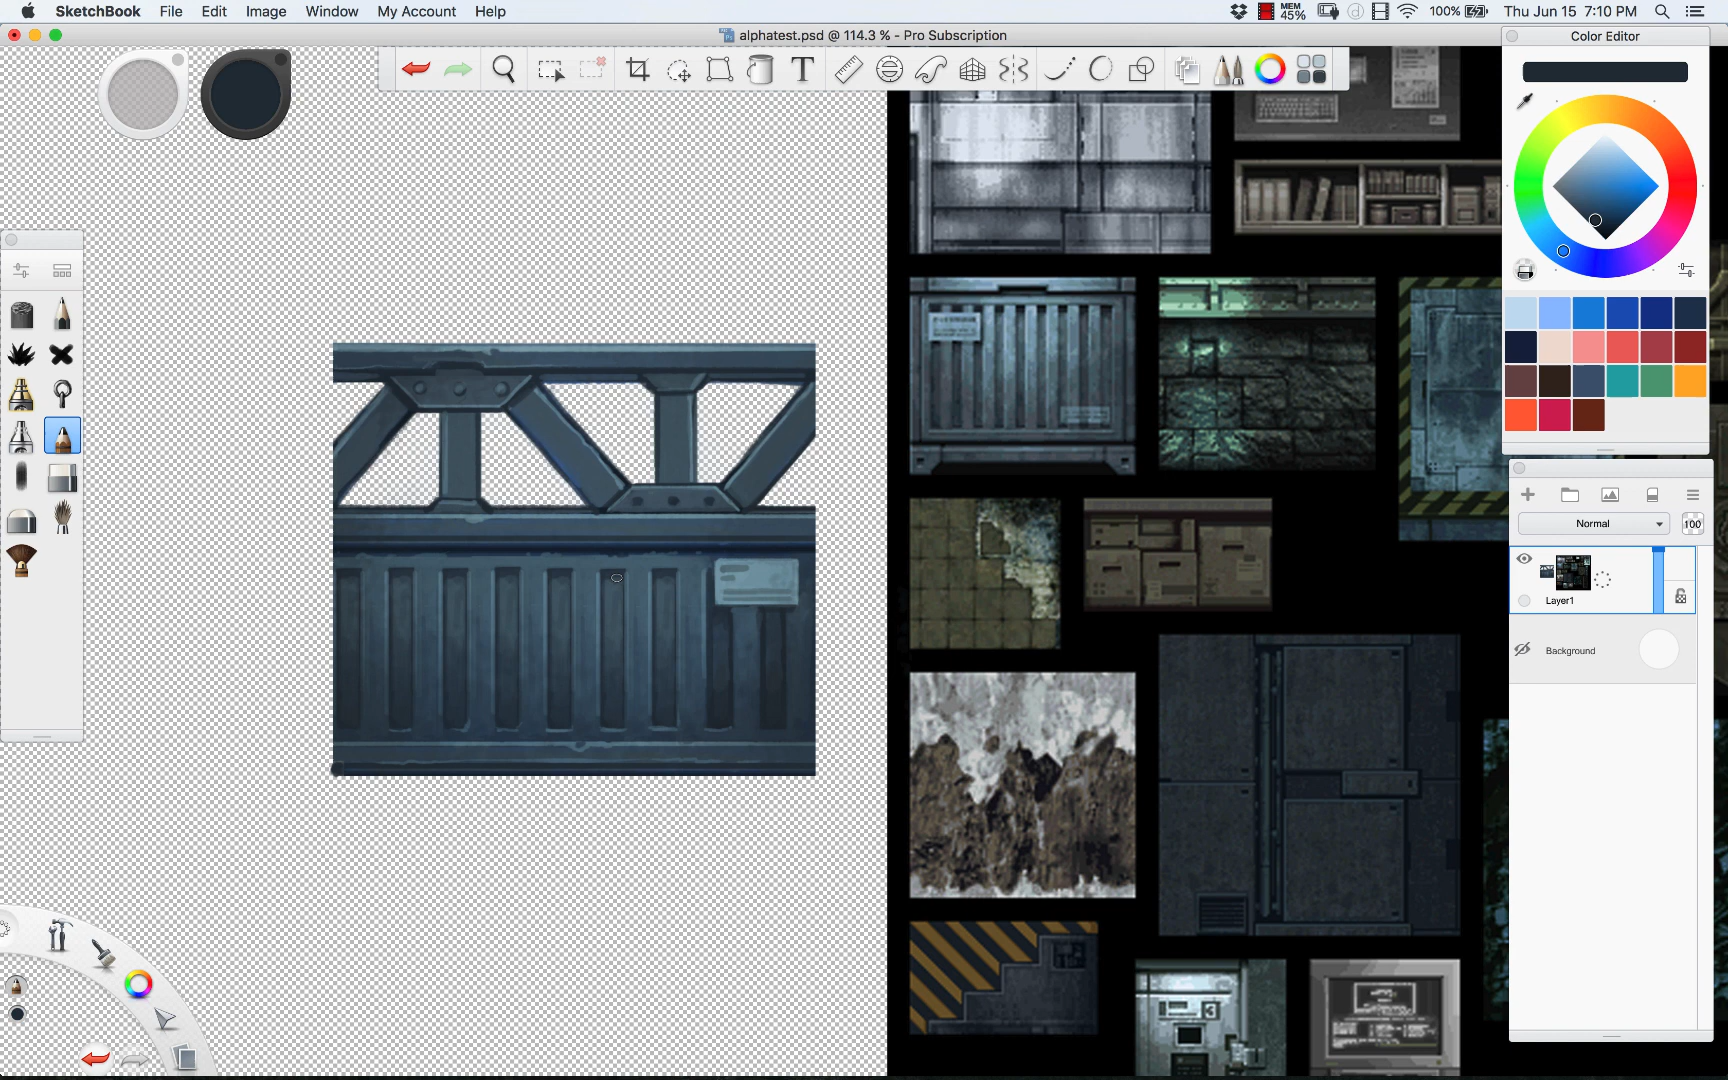 SketchBook File Edit Image Window My Account Help
MEM 45% 100% Thu Jun 15 7:10 PM
alphatest.psd @ 114.3 % - Pro Subscription
Color Editor
T
Normal 100
Layer1
Background
3